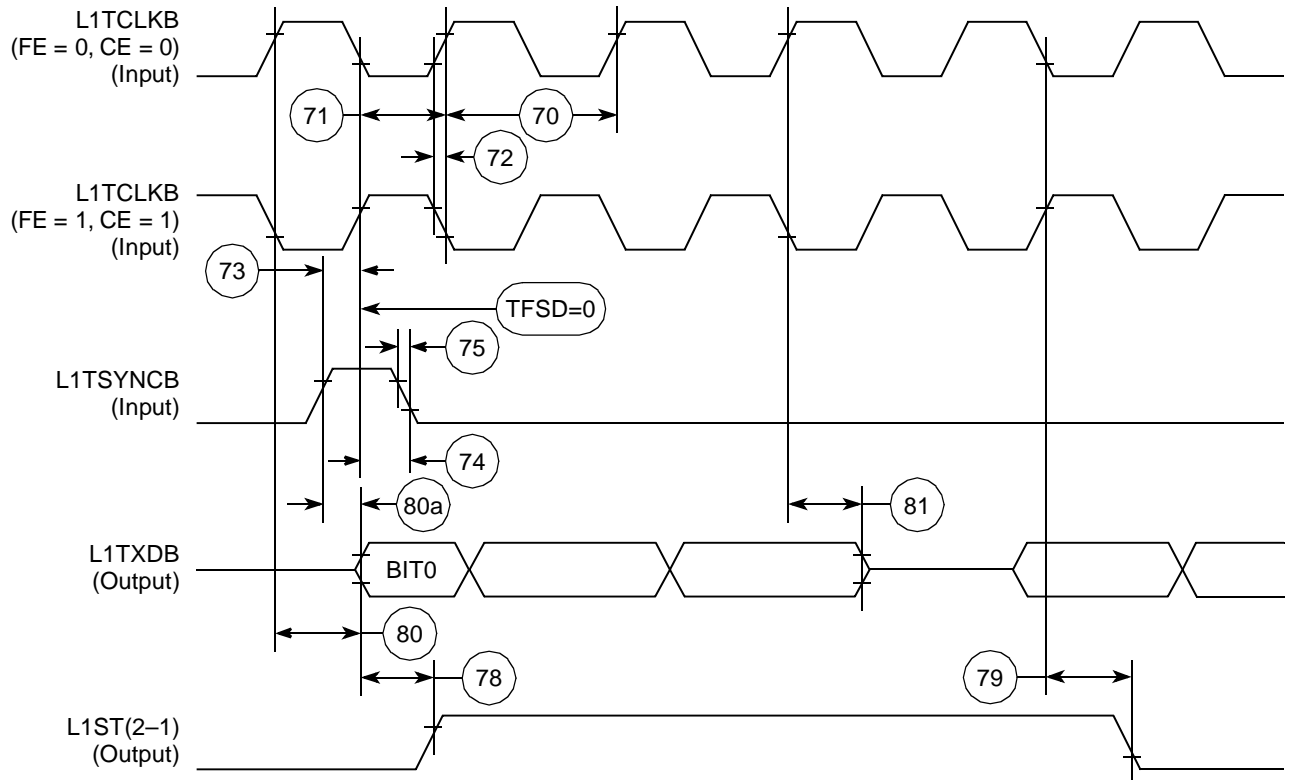 L1TCLKB
(FE = 0, CE = 0)
(Input)
71
70
72
L1TCLKB
(FE = 1, CE = 1)
(Input)
73
TFSD=0
75
L1TSYNCB
(Input)
74
80a
81
L1TXDB
(Output)
BIT0
80
78
79
L1ST(2–1)
(Output)